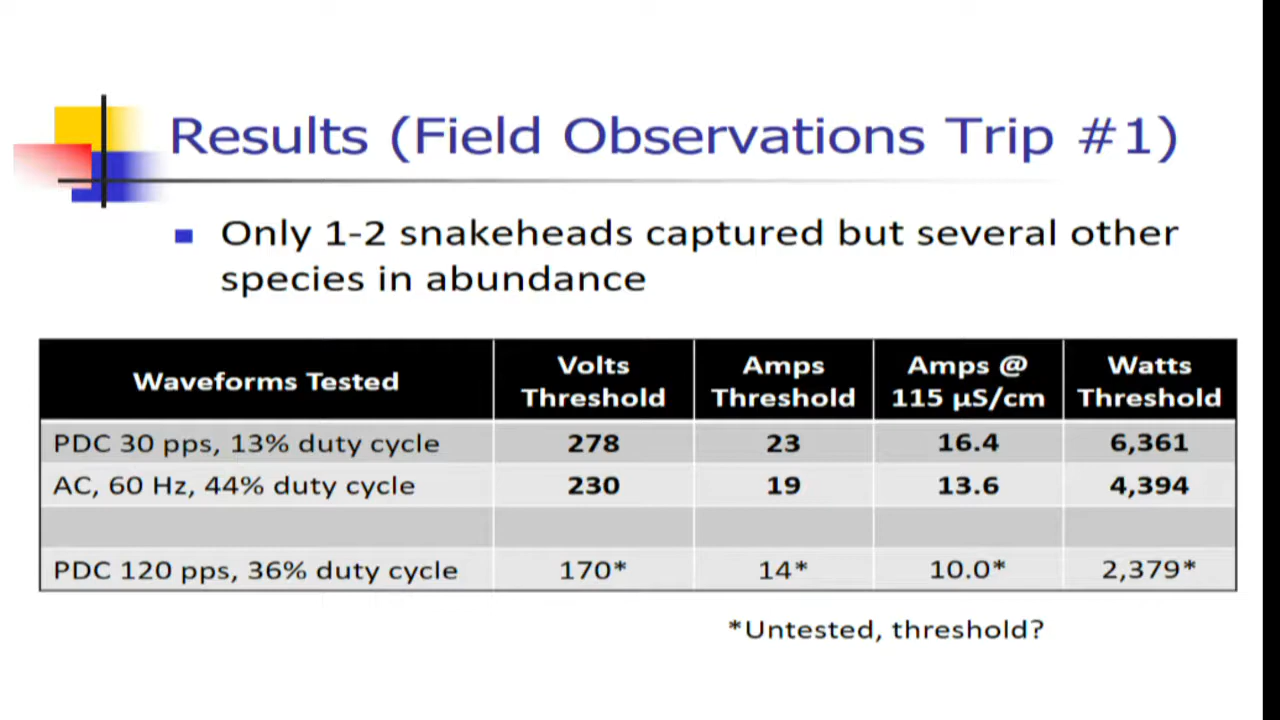 Results (Field Observations Trip #1)
Only 1-2 snakeheads captured but several other
species in abundance
Waveforms Tested Volts Threshold Amps Threshold Amps @ 115 µS/cm Watts Threshold
PDC 30 pps, 13% duty cycle 278 23 16.4 6,361
AC, 60 Hz, 44% duty cycle 230 19 13.6 4,394
PDC 120 pps, 36% duty cycle 170* 14* 10.0* 2,379*
*Untested, threshold?